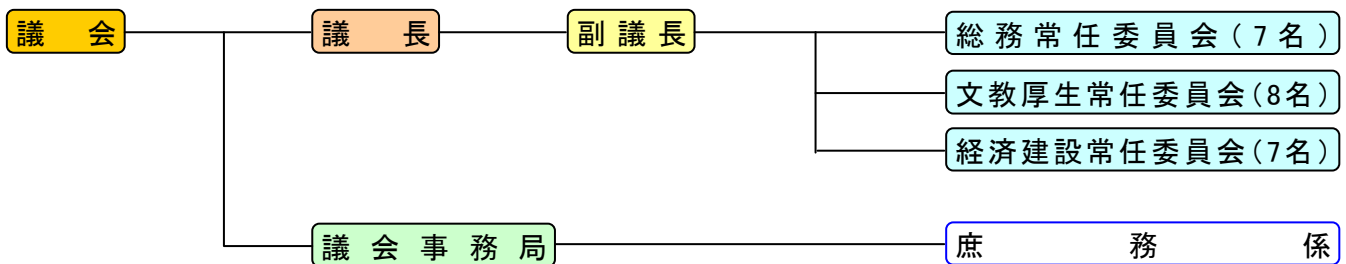 議会
議長
副議長
総務常任委員会(7名)
文教厚生常任委員会(8名)
経済建設常任委員会(7名)
議会事務局
庶務係